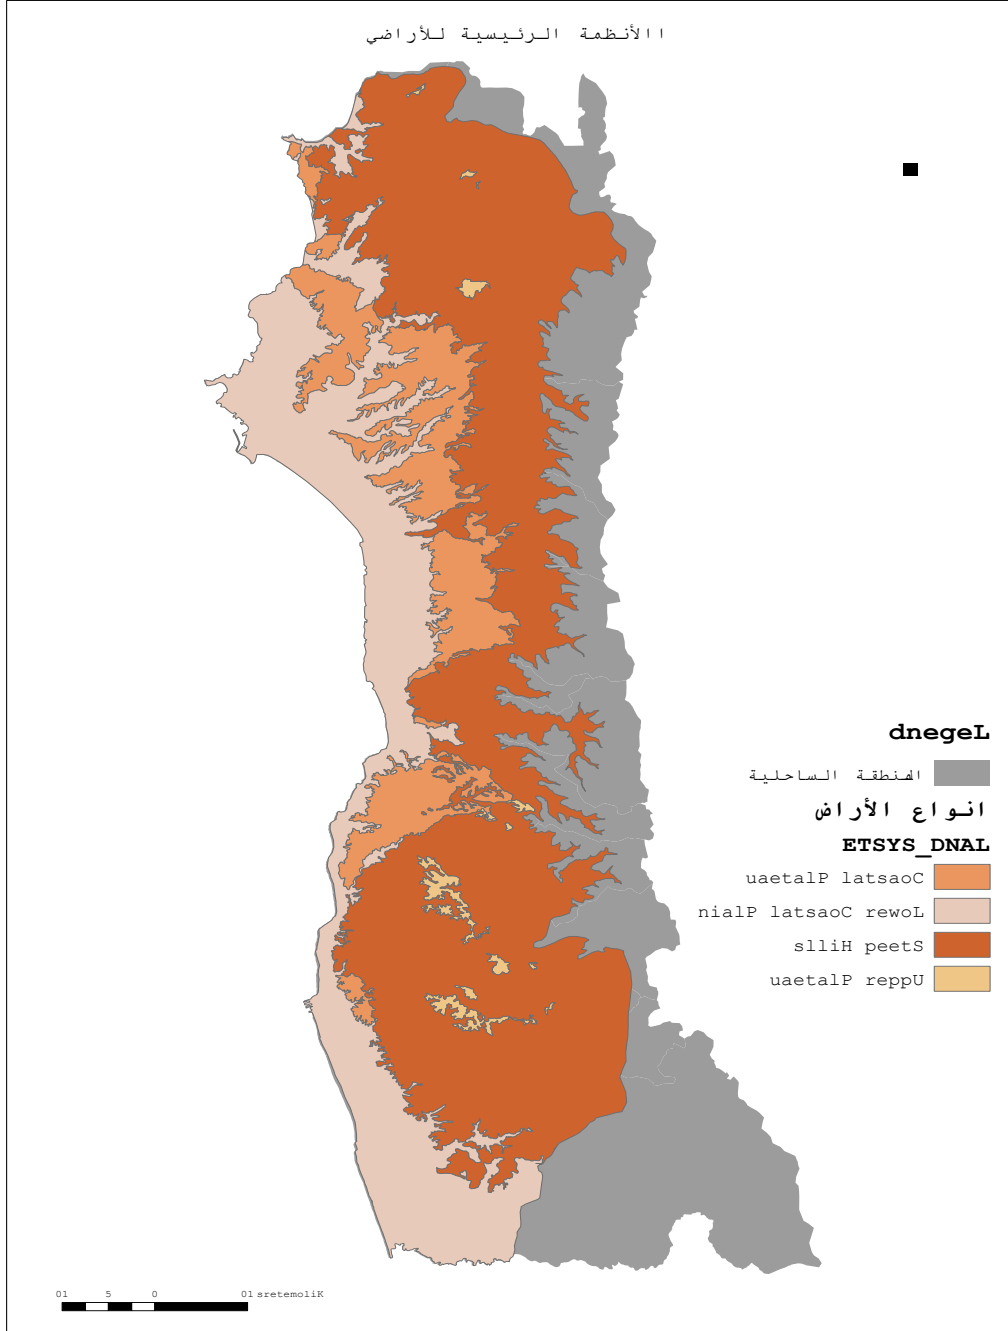 االأنظمة الرئيسية للأراضي
dnegeL
المنطقة الساحلية
انواع الأراض
ETSYS_DNAL
uaetalP latsaoC
nialP latsaoC rewoL
slliH peetS
uaetalP reppU
01 5 0 01 sretemoliK